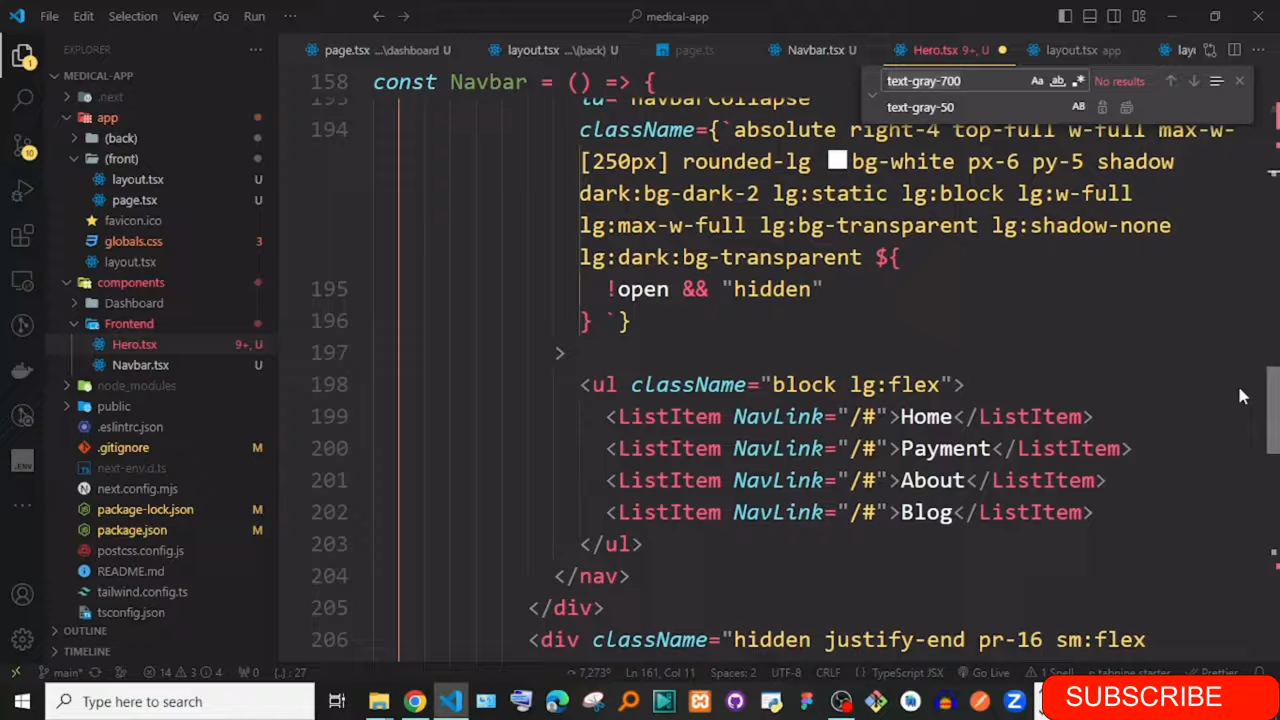 File Edit Selection View Go Run ··· medical-app
EXPLORER ···
page.tsx ...\dashboard U layout.tsx ...\(back) U page.ts Navbar.tsx U Hero.tsx 9+, U layout.tsx app
MEDICAL-APP
.next
app
(back)
(front)
layout.tsx U
page.tsx U
favicon.ico
globals.css 3
layout.tsx
components
Dashboard
Frontend
Hero.tsx 9+, U
Navbar.tsx U
node_modules
public
.eslintrc.json
.gitignore M
next-env.d.ts
next.config.mjs
package-lock.json M
package.json M
postcss.config.js
README.md
tailwind.config.ts
tsconfig.json
OUTLINE
TIMELINE
text-gray-700 Aa ab No results
text-gray-50 AB
158 const Navbar = () => {
id="navbarCollapse"
194 className={`absolute right-4 top-full w-full max-w-
[250px] rounded-lg bg-white px-6 py-5 shadow
dark:bg-dark-2 lg:static lg:block lg:w-full
lg:max-w-full lg:bg-transparent lg:shadow-none
lg:dark:bg-transparent ${
195 !open && "hidden"
196 } `}
197 >
198 <ul className="block lg:flex">
199 <ListItem NavLink="/#">Home</ListItem>
200 <ListItem NavLink="/#">Payment</ListItem>
201 <ListItem NavLink="/#">About</ListItem>
202 <ListItem NavLink="/#">Blog</ListItem>
203 </ul>
204 </nav>
205 </div>
206 <div className="hidden justify-end pr-16 sm:flex
main* 14 3 4 0 {..}: 27 7,273° Ln 161, Col 11 Spaces: 2 UTF-8 CRLF {} TypeScript JSX Go Live 1 Spell tabnine starter Prettier
Type here to search
SUBSCRIBE